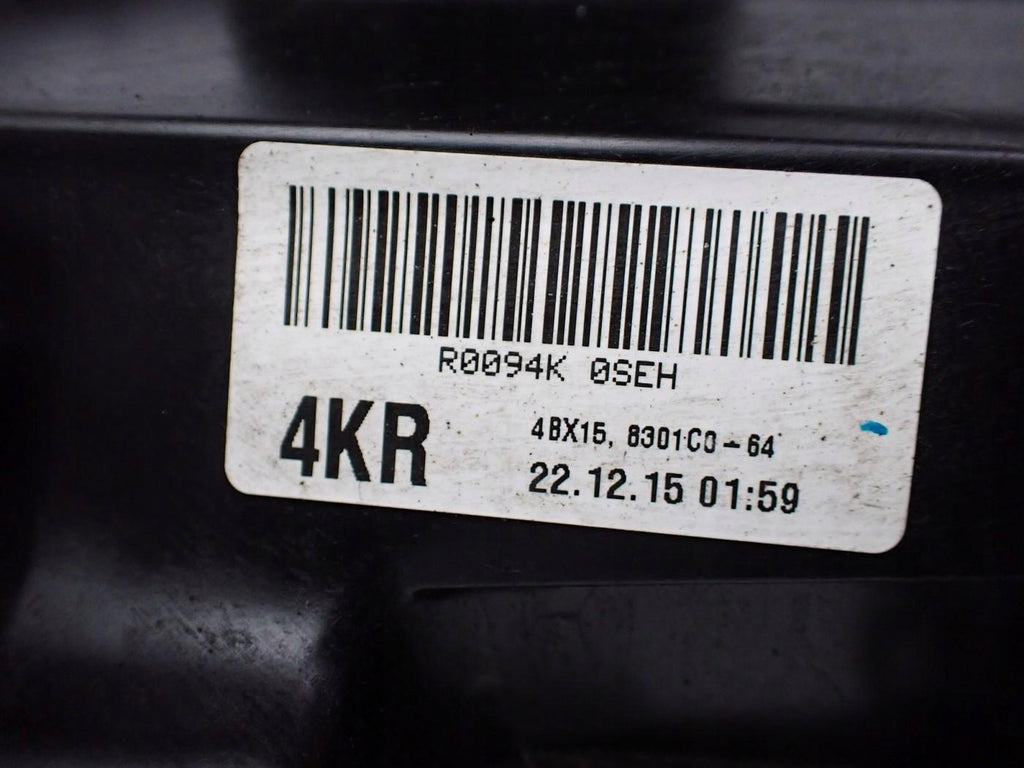 R0094K 0SEH
4KR
4BX15, 8301C0-64
22.12.15 01:59